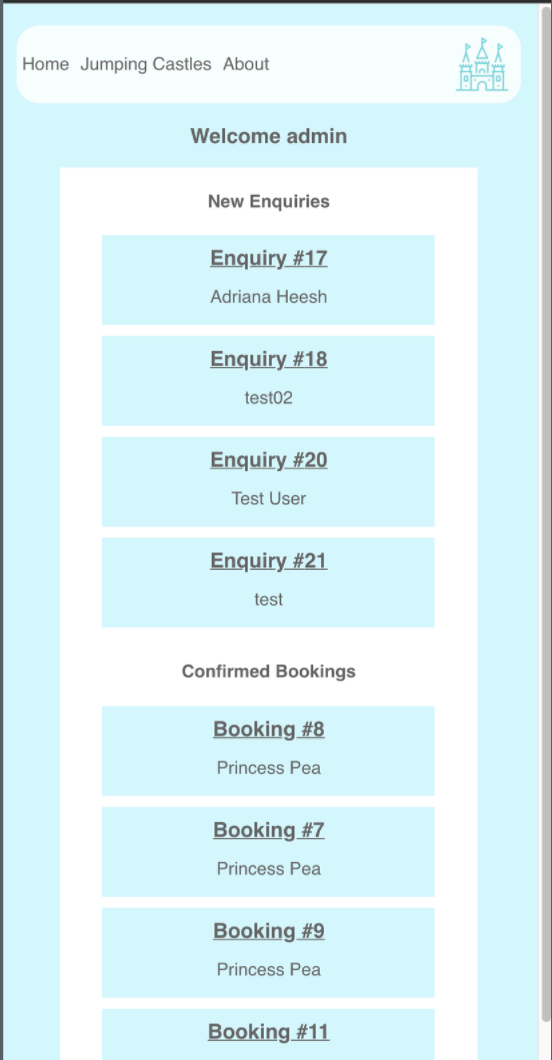 Home Jumping Castles About
Welcome admin
New Enquiries
Enquiry #17
Adriana Heesh
Enquiry #18
test02
Enquiry #20
Test User
Enquiry #21
test
Confirmed Bookings
Booking #8
Princess Pea
Booking #7
Princess Pea
Booking #9
Princess Pea
Booking #11